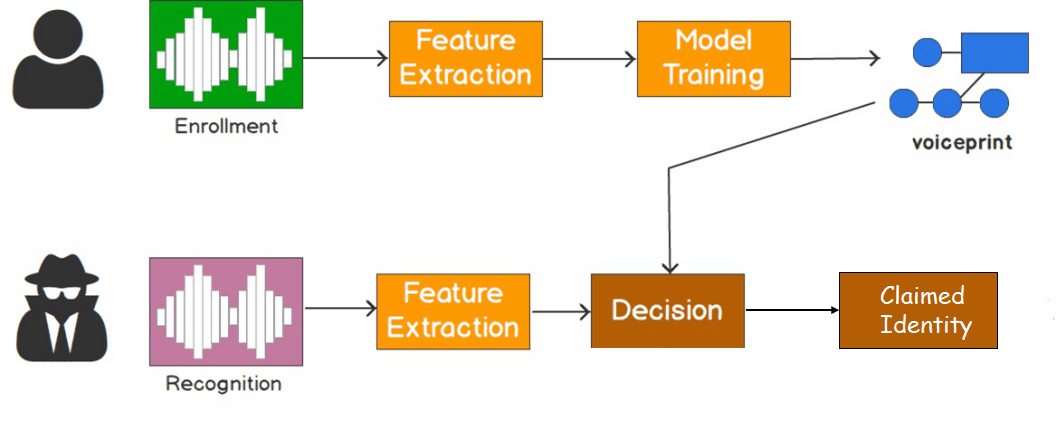 Feature
Extraction
Model
Training
Enrollment
voiceprint
Feature
Extraction
Decision
Claimed
Identity
Recognition